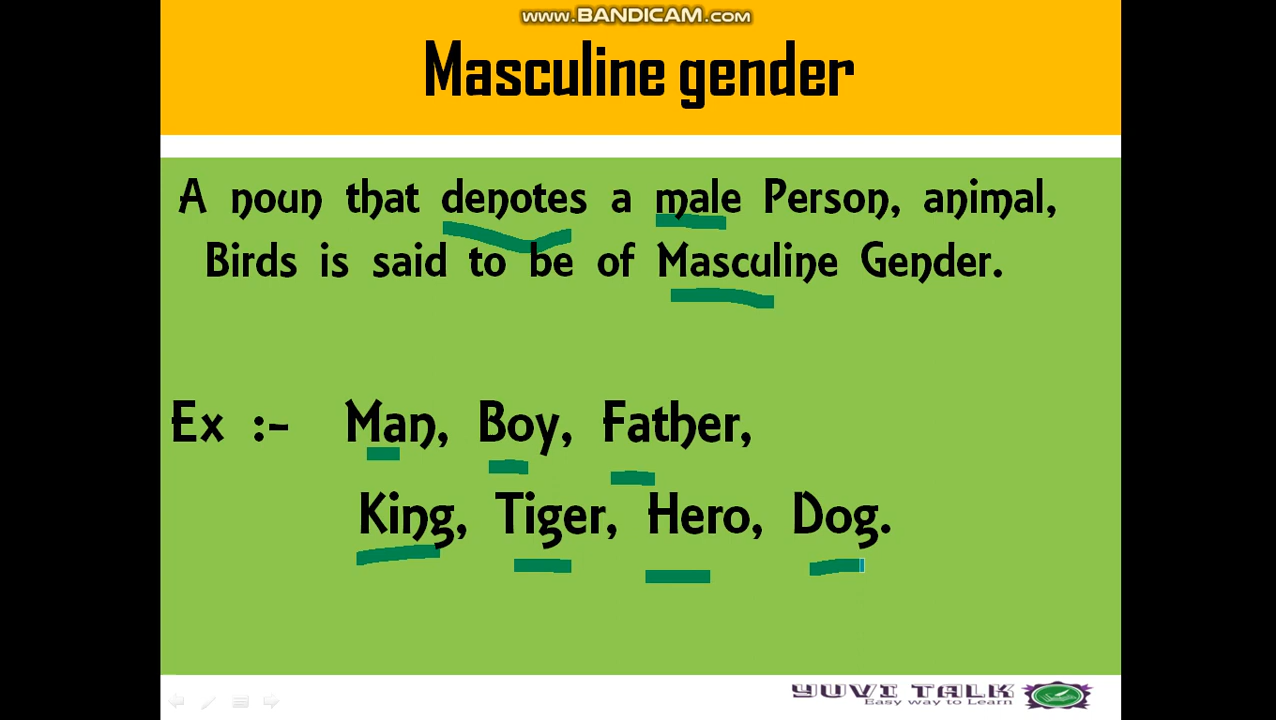 www.BANDICAM.com
Masculine gender
A noun that denotes a male Person, animal,
Birds is said to be of Masculine Gender.
Ex :- Man, Boy, Father,
King, Tiger, Hero, Dog.
YUVI TALK
Easy way to Learn